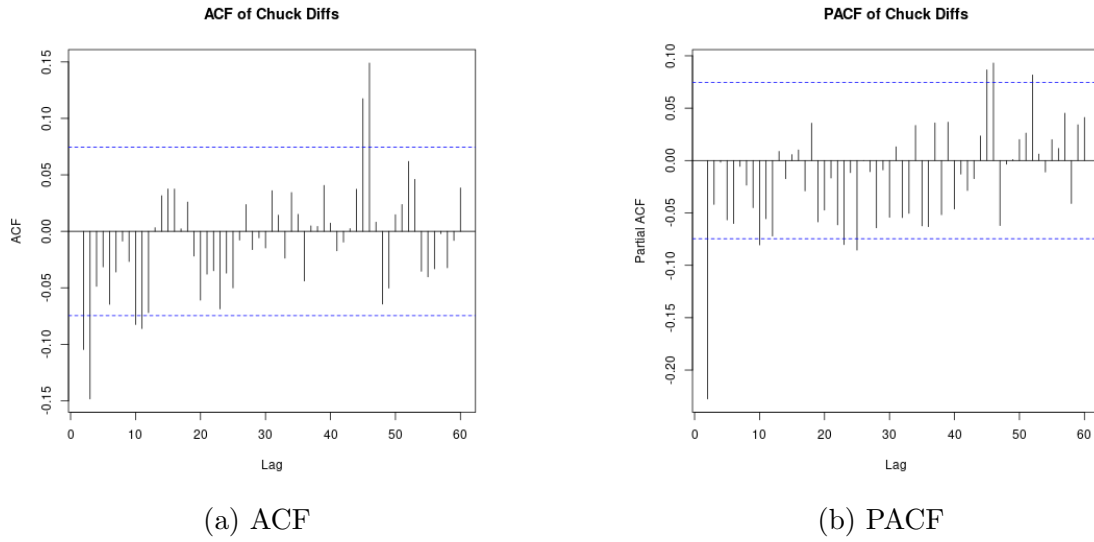 ACF of Chuck Diffs
ACF
0.15
0.10
0.05
0.00
-0.05
-0.10
-0.15
0 10 20 30 40 50 60
Lag
(a) ACF
PACF of Chuck Diffs
Partial ACF
0.10
0.05
0.00
-0.05
-0.10
-0.15
-0.20
0 10 20 30 40 50 60
Lag
(b) PACF